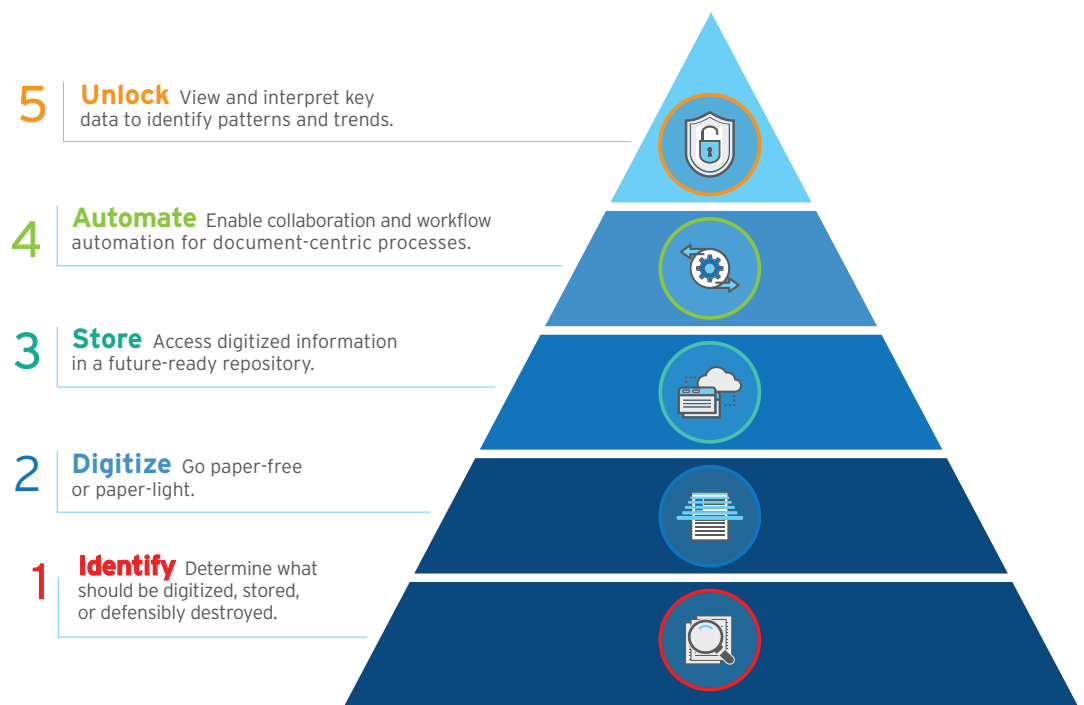 5
Unlock View and interpret key
data to identify patterns and trends.
4
Automate Enable collaboration and workflow
automation for document-centric processes.
3
Store Access digitized information
in a future-ready repository.
2
Digitize Go paper-free
or paper-light.
1
Identify Determine what
should be digitized, stored,
or defensibly destroyed.